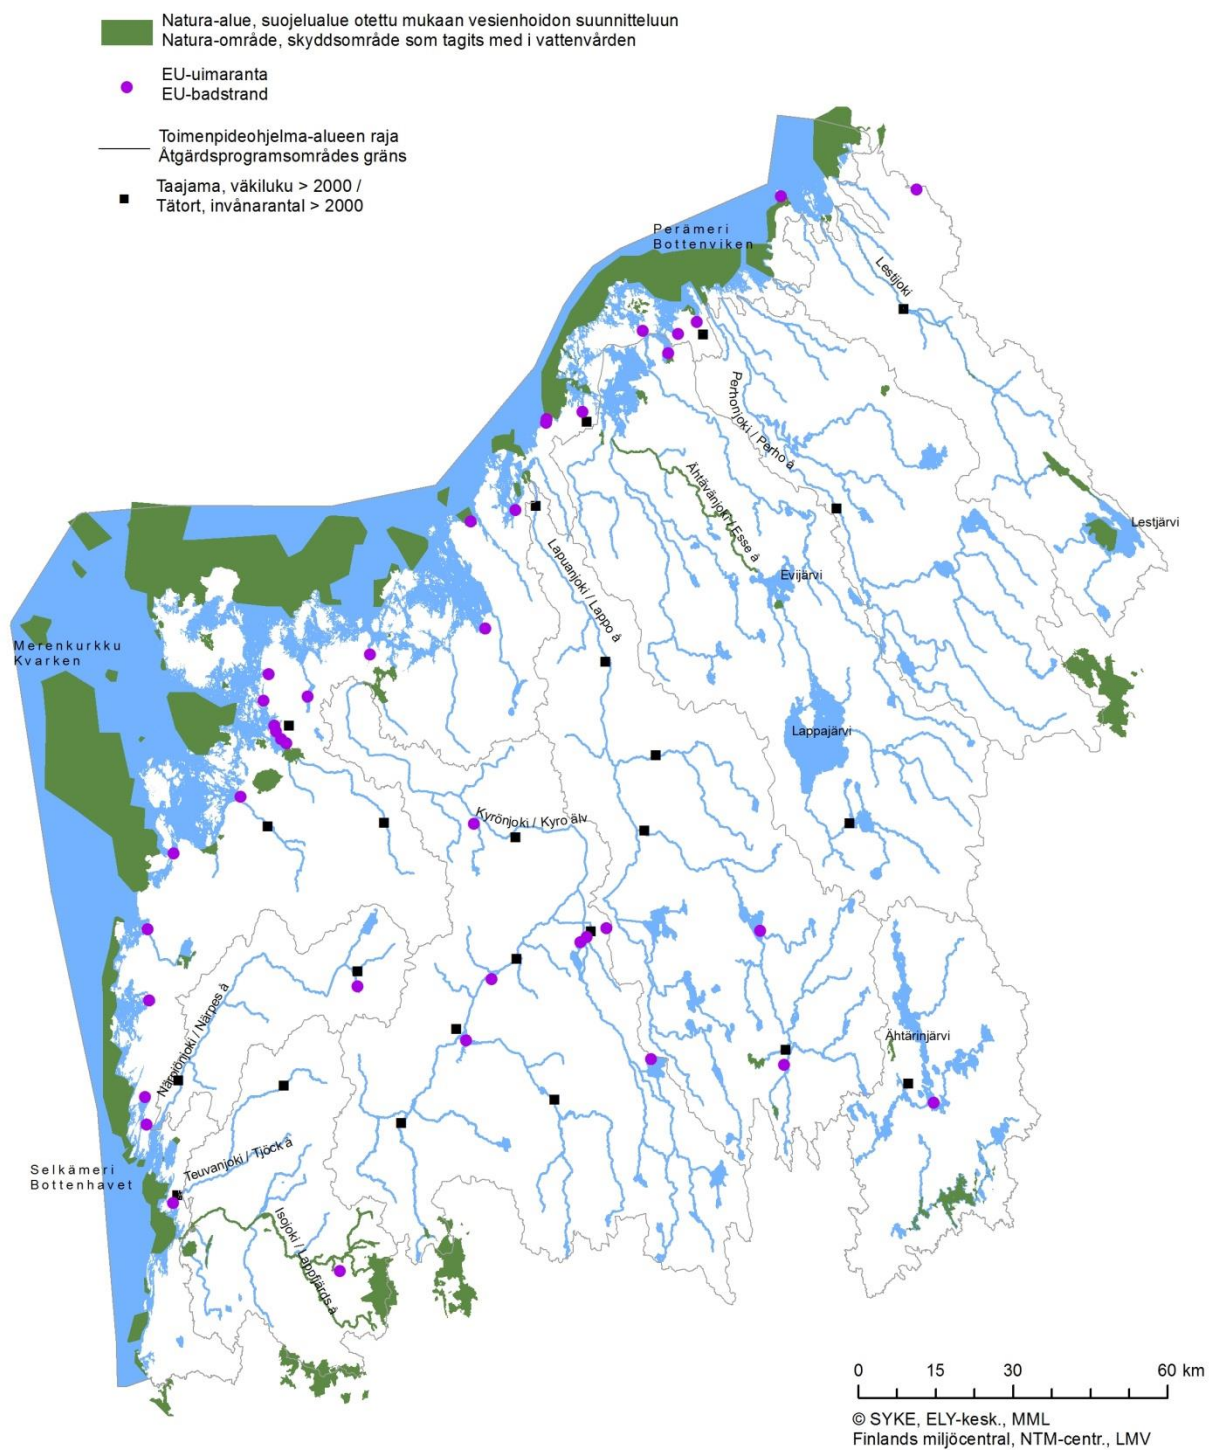 Natura-alue, suojelualue otettu mukaan vesienhoidon suunnitteluun
Natura-område, skyddsområde som tagits med i vattenvården
EU-uimaranta
EU-badstrand
Toimenpideohjelma-alueen raja
Åtgärdsprogramsområdes gräns
Taajama, väkiluku > 2000 /
Tätort, invånarantal > 2000
Perämeri
Bottenviken
Lestijoki
Perhonjoki / Perho å
Ähtävänjoki / Esse å
Lestjärvi
Lapuanjoki / Lappo å
Evijärvi
Merenkurkku
Kvarken
Lappajärvi
Kyrönjoki / Kyro älv
Närpiönjoki / Närpes å
Ähtärinjärvi
Teuvanjoki / Tjöck å
Selkämeri
Bottenhavet
Isojoki / Lappfjärds å
0 15 30 60 km
© SYKE, ELY-kesk., MML
Finlands miljöcentral, NTM-centr., LMV